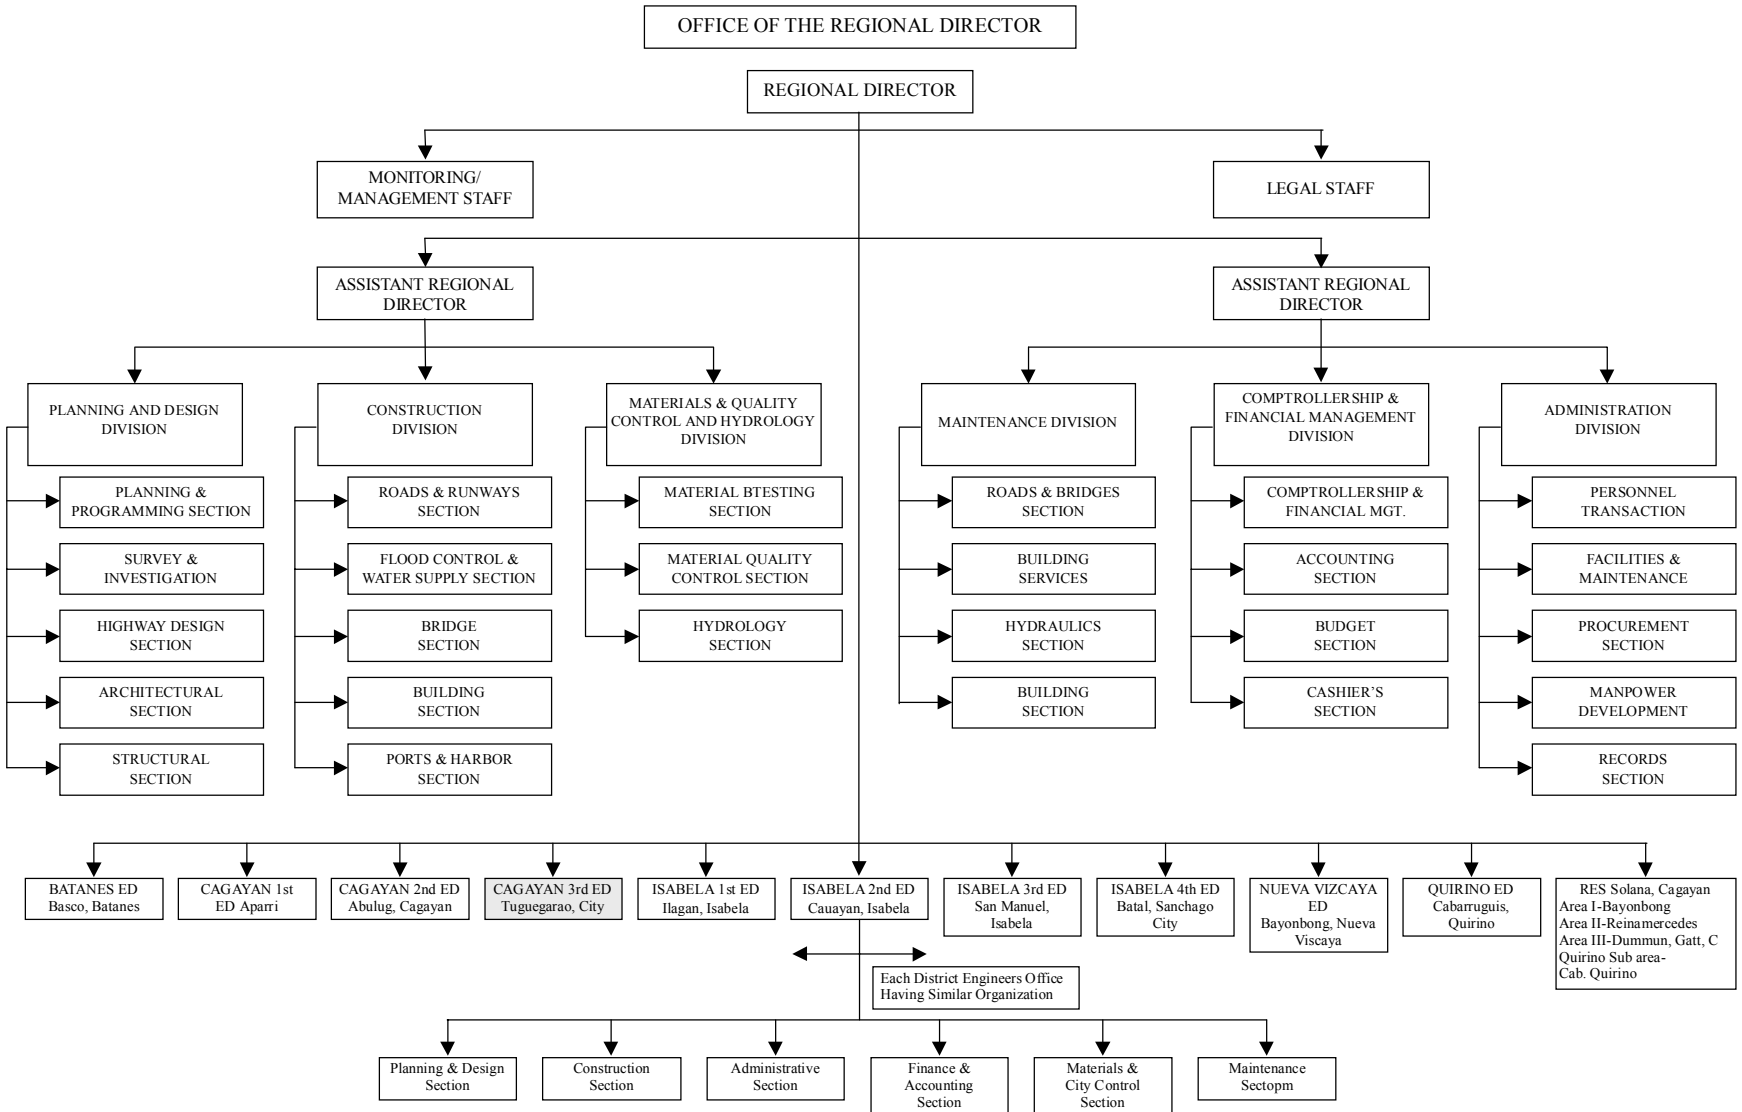 OFFICE OF THE REGIONAL DIRECTOR
REGIONAL DIRECTOR
MONITORING/
MANAGEMENT STAFF
LEGAL STAFF
ASSISTANT REGIONAL
DIRECTOR
ASSISTANT REGIONAL
DIRECTOR
PLANNING AND DESIGN
DIVISION
CONSTRUCTION
DIVISION
MATERIALS & QUALITY
CONTROL AND HYDROLOGY
DIVISION
MAINTENANCE DIVISION
COMPTROLLERSHIP &
FINANCIAL MANAGEMENT
DIVISION
ADMINISTRATION
DIVISION
PLANNING &
PROGRAMMING SECTION
SURVEY &
INVESTIGATION
HIGHWAY DESIGN
SECTION
ARCHITECTURAL
SECTION
STRUCTURAL
SECTION
ROADS & RUNWAYS
SECTION
FLOOD CONTROL &
WATER SUPPLY SECTION
BRIDGE
SECTION
BUILDING
SECTION
PORTS & HARBOR
SECTION
MATERIAL BTESTING
SECTION
MATERIAL QUALITY
CONTROL SECTION
HYDROLOGY
SECTION
ROADS & BRIDGES
SECTION
BUILDING
SERVICES
HYDRAULICS
SECTION
BUILDING
SECTION
COMPTROLLERSHIP &
FINANCIAL MGT.
ACCOUNTING
SECTION
BUDGET
SECTION
CASHIER'S
SECTION
PERSONNEL
TRANSACTION
FACILITIES &
MAINTENANCE
PROCUREMENT
SECTION
MANPOWER
DEVELOPMENT
RECORDS
SECTION
BATANES ED
Basco, Batanes
CAGAYAN 1st
ED Aparri
CAGAYAN 2nd ED
Abulug, Cagayan
CAGAYAN 3rd ED
Tuguegarao, City
ISABELA 1st ED
Ilagan, Isabela
ISABELA 2nd ED
Cauayan, Isabela
ISABELA 3rd ED
San Manuel,
Isabela
ISABELA 4th ED
Batal, Sanchago
City
NUEVA VIZCAYA
ED
Bayonbong, Nueva
Viscaya
QUIRINO ED
Cabarruguis,
Quirino
RES Solana, Cagayan
Area I-Bayonbong
Area II-Reinamercedes
Area III-Dummun, Gatt, C
Quirino Sub area-
Cab. Quirino
Each District Engineers Office
Having Similar Organization
Planning & Design
Section
Construction
Section
Administrative
Section
Finance &
Accounting
Section
Materials &
City Control
Section
Maintenance
Sectopm